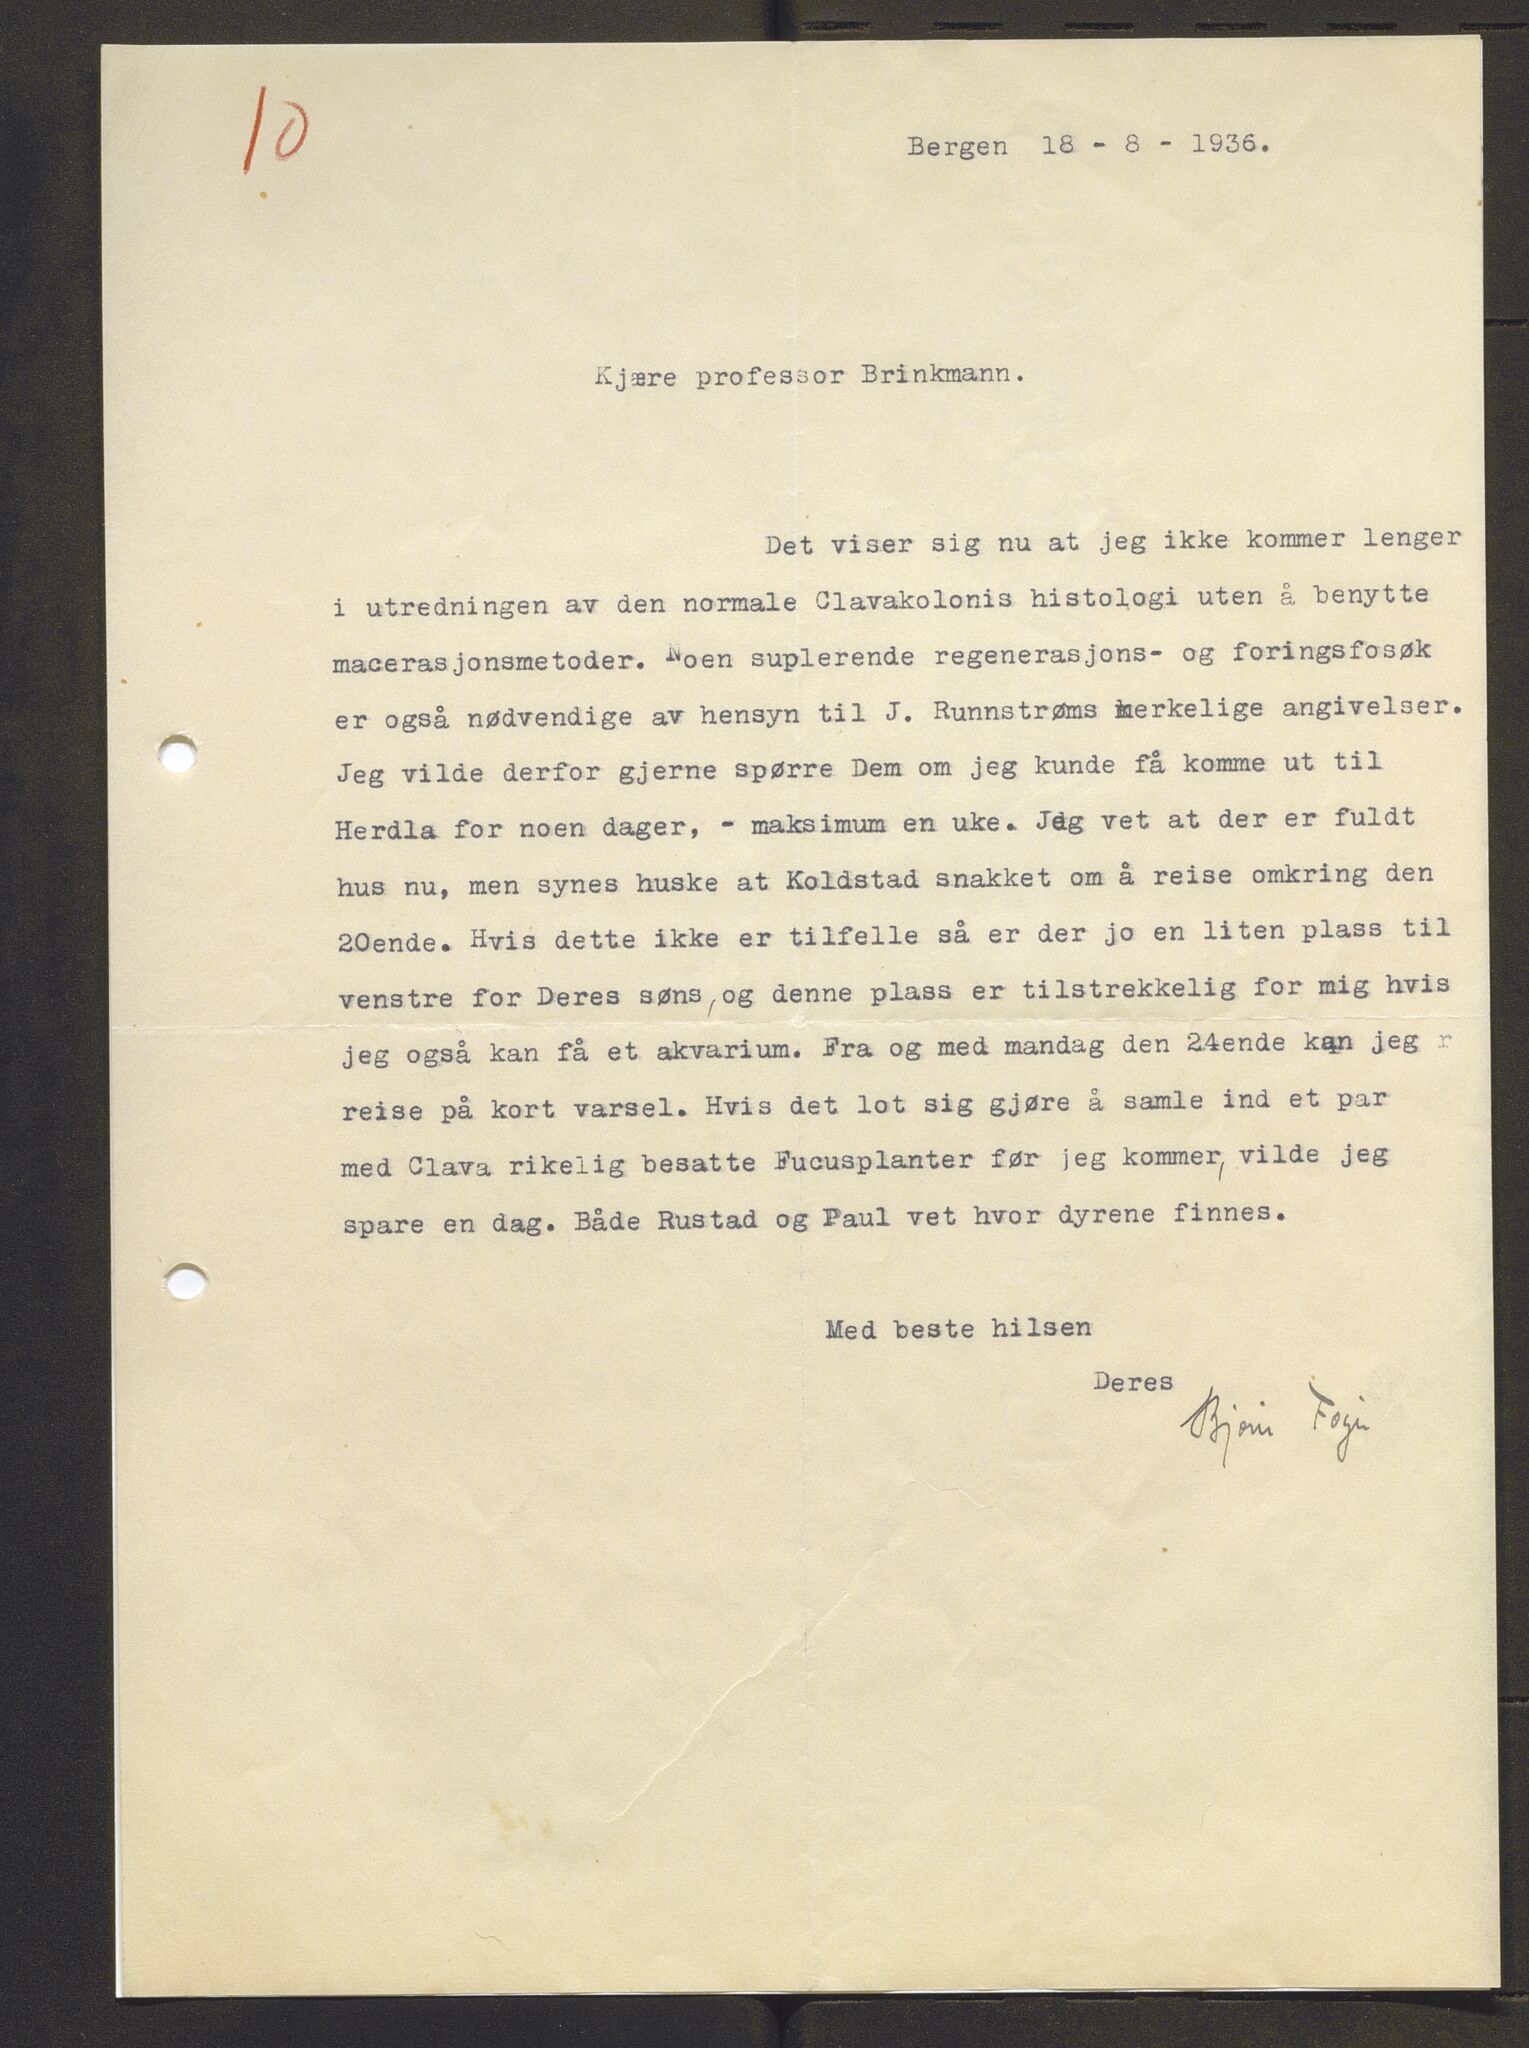 10
Bergen 18 - 8 - 1936.
Kjære professor Brinkmann.
Det viser sig nu at jeg ikke kommer lenger
i utredningen av den normale Clavakolonis histologi uten å benytte
macerasjonsmetoder. Noen suplerende regenerasjons- og foringsfosøk
er også nødvendige av hensyn til J. Runnstrøms merkelige angivelser.
Jeg vilde derfor gjerne spørre Dem om jeg kunde få komme ut til
Herdla for noen dager, - maksimum en uke. Jeg vet at der er fuldt
hus nu, men synes huske at Koldstad snakket om å reise omkring den
20ende. Hvis dette ikke er tilfelle så er der jo en liten plass til
venstre for Deres søns, og denne plass er tilstrekkelig for mig hvis
jeg også kan få et akvarium. Fra og med mandag den 24ende kan jeg r
reise på kort varsel. Hvis det lot sig gjøre å samle ind et par
med Clava rikelig besatte Fucusplanter før jeg kommer, vilde jeg
spare en dag. Både Rustad og Paul vet hvor dyrene finnes.
Med beste hilsen
Deres
Bjørn